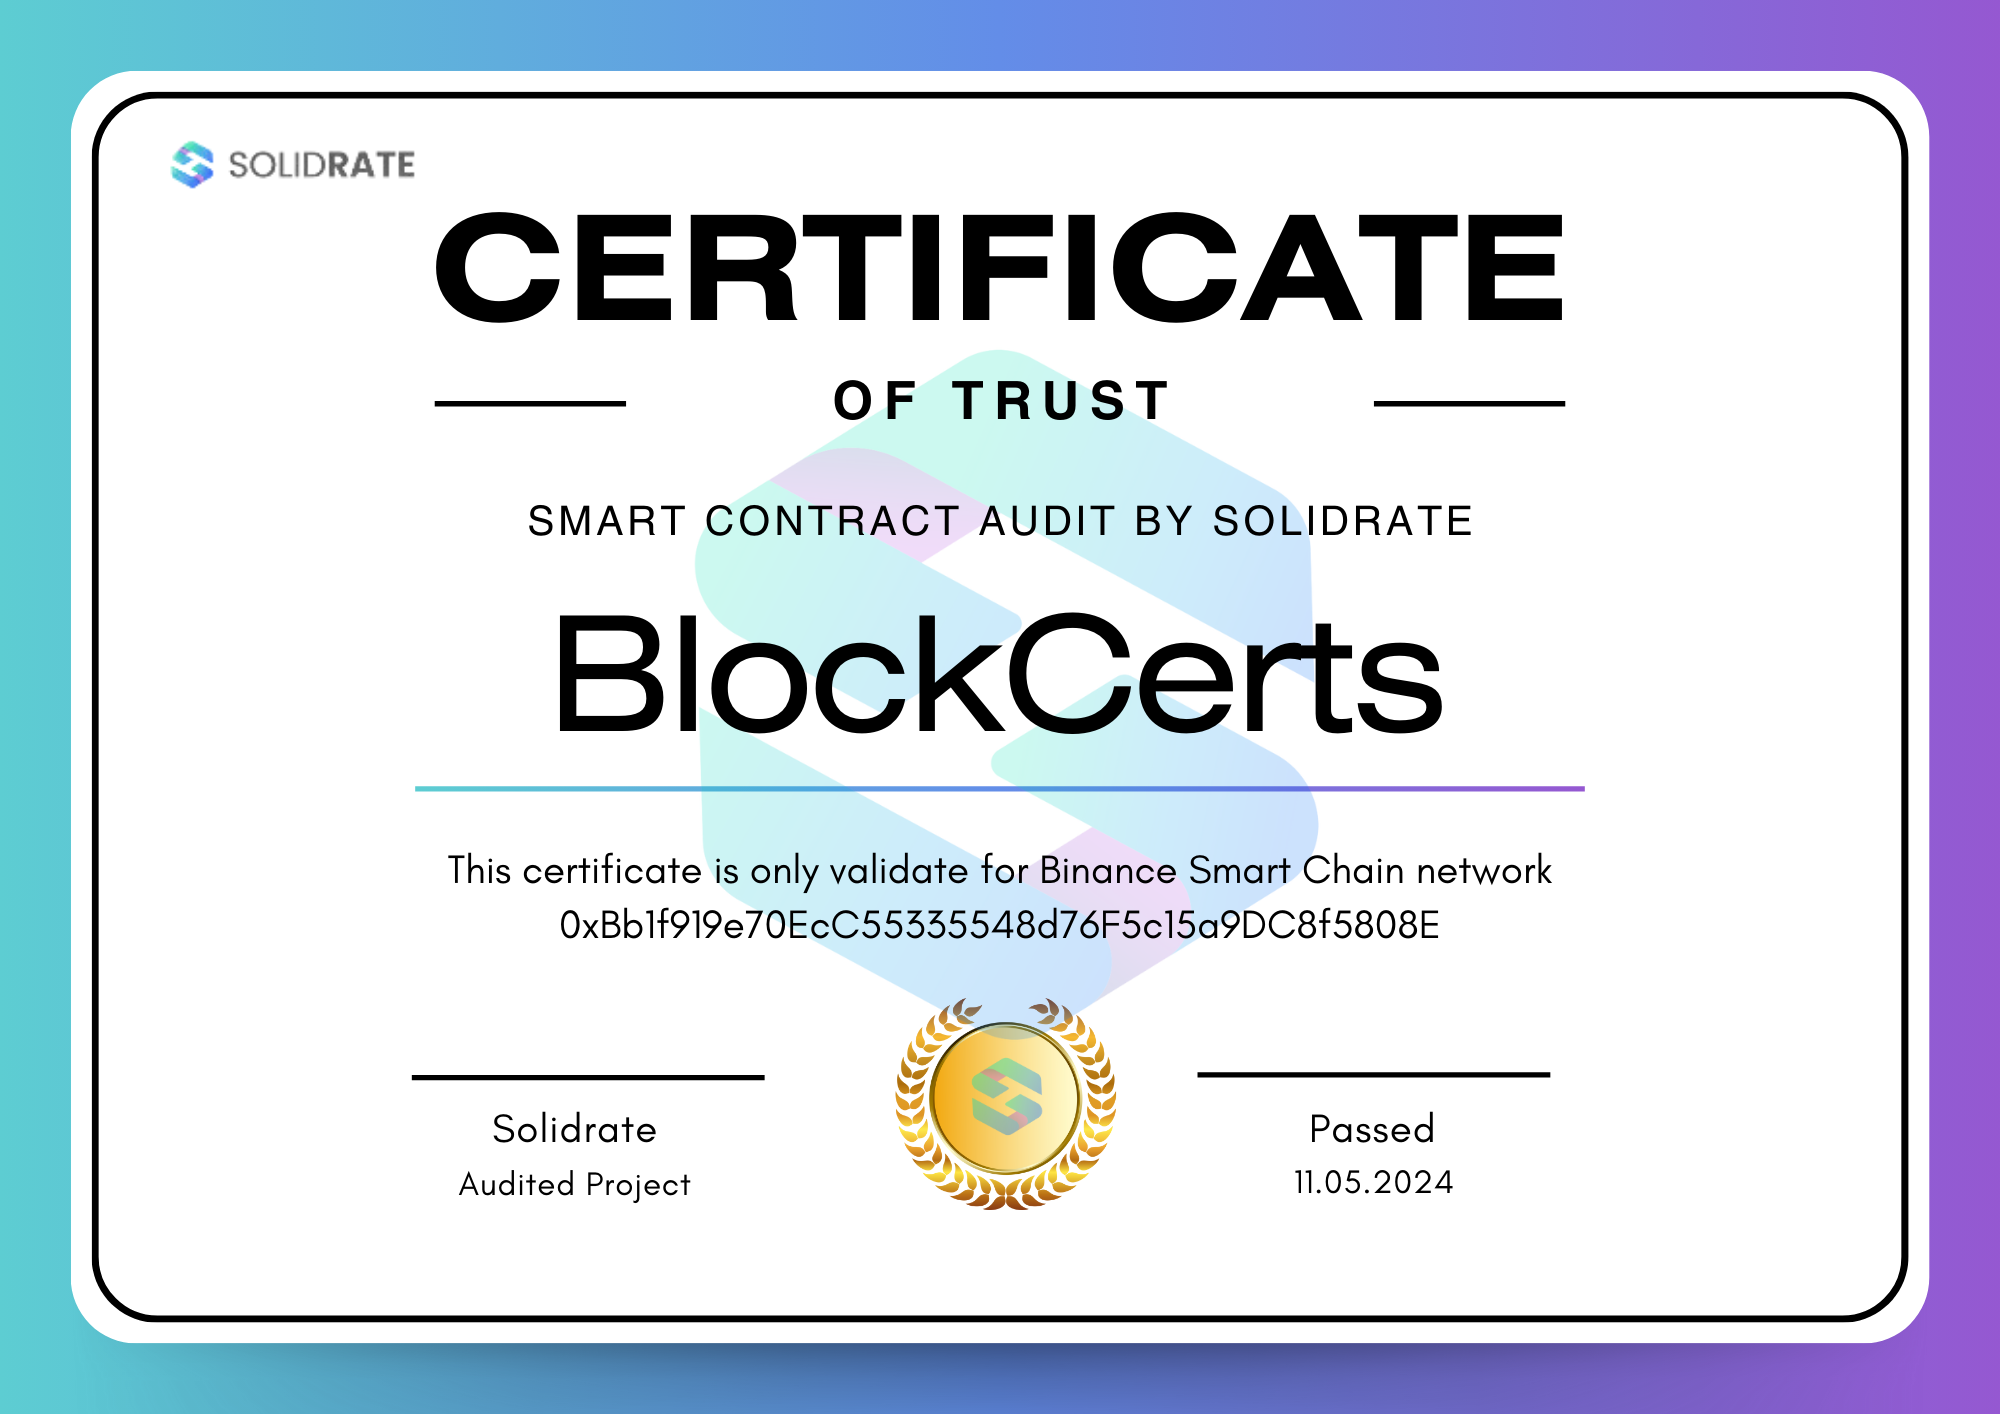 SOLIDRATE
CERTIFICATE
OF TRUST
SMART CONTRACT AUDIT BY SOLIDRATE
BlockCerts
This certificate is only validate for Binance Smart Chain network
0xBb1f919e70EcC55335548d76F5c15a9DC8f5808E
Solidrate
Audited Project
Passed
11.05.2024